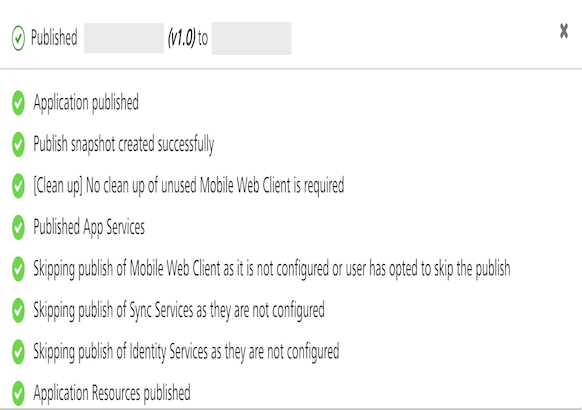 Published (v1.0) to
Application published
Publish snapshot created successfully
[Clean up] No clean up of unused Mobile Web Client is required
Published App Services
Skipping publish of Mobile Web Client as it is not configured or user has opted to skip the publish
Skipping publish of Sync Services as they are not configured
Skipping publish of Identity Services as they are not configured
Application Resources published